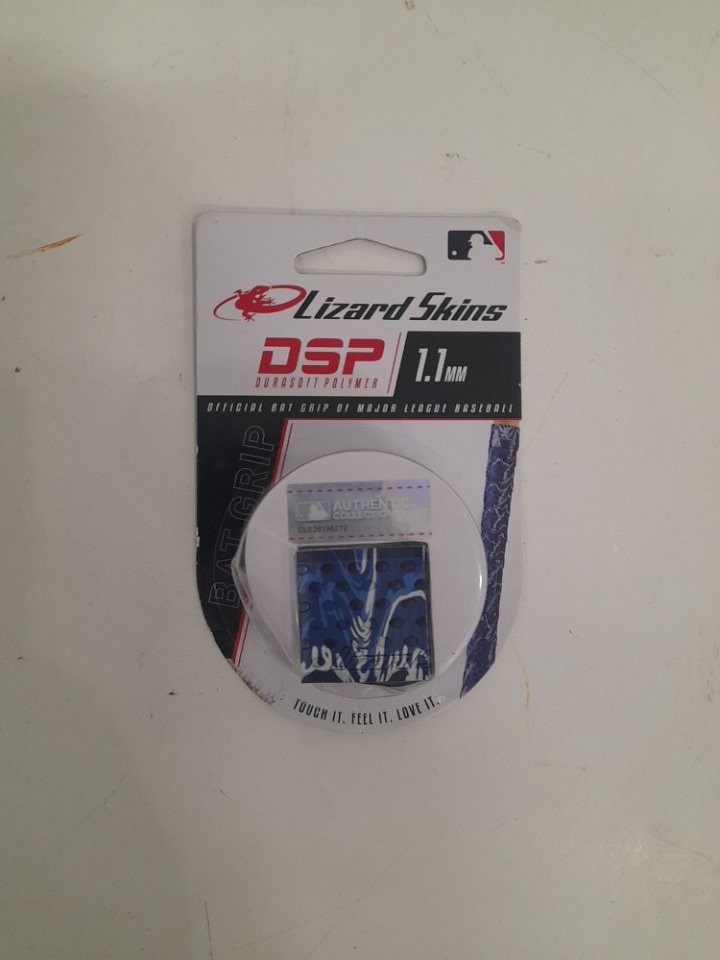 Lizard Skins
DSP
DURASOFT POLYMER
1.1MM
OFFICIAL BAT GRIP OF MAJOR LEAGUE BASEBALL
BAT GRIP
AUTHENTIC
COLLECTION
TOUCH IT. FEEL IT. LOVE IT.